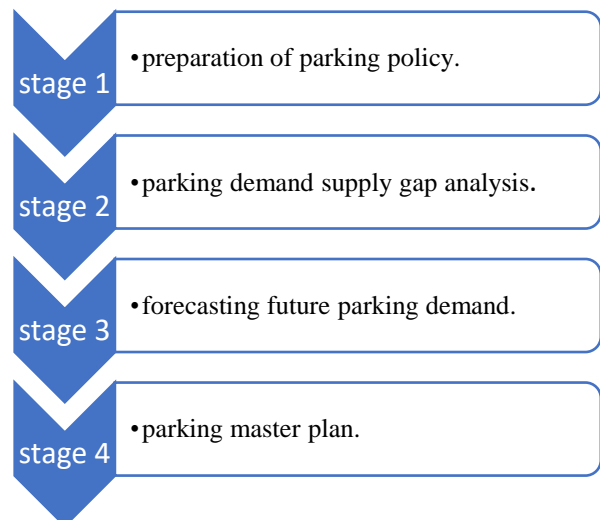 stage 1
•preparation of parking policy.
stage 2
•parking demand supply gap analysis.
stage 3
•forecasting future parking demand.
stage 4
•parking master plan.